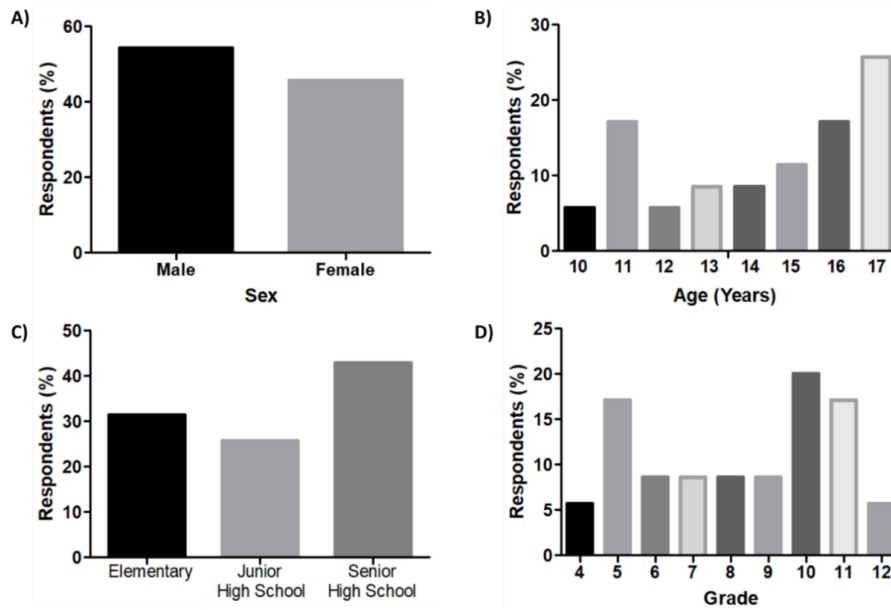 A)
Respondents (%)
60
40
20
0
Male Female
Sex
B)
Respondents (%)
30
20
10
0
10 11 12 13 14 15 16 17
Age (Years)
C)
Respondents (%)
50
40
30
20
10
0
Elementary Junior High School Senior High School
D)
Respondents (%)
25
20
15
10
5
0
4 5 6 7 8 9 10 11 12
Grade